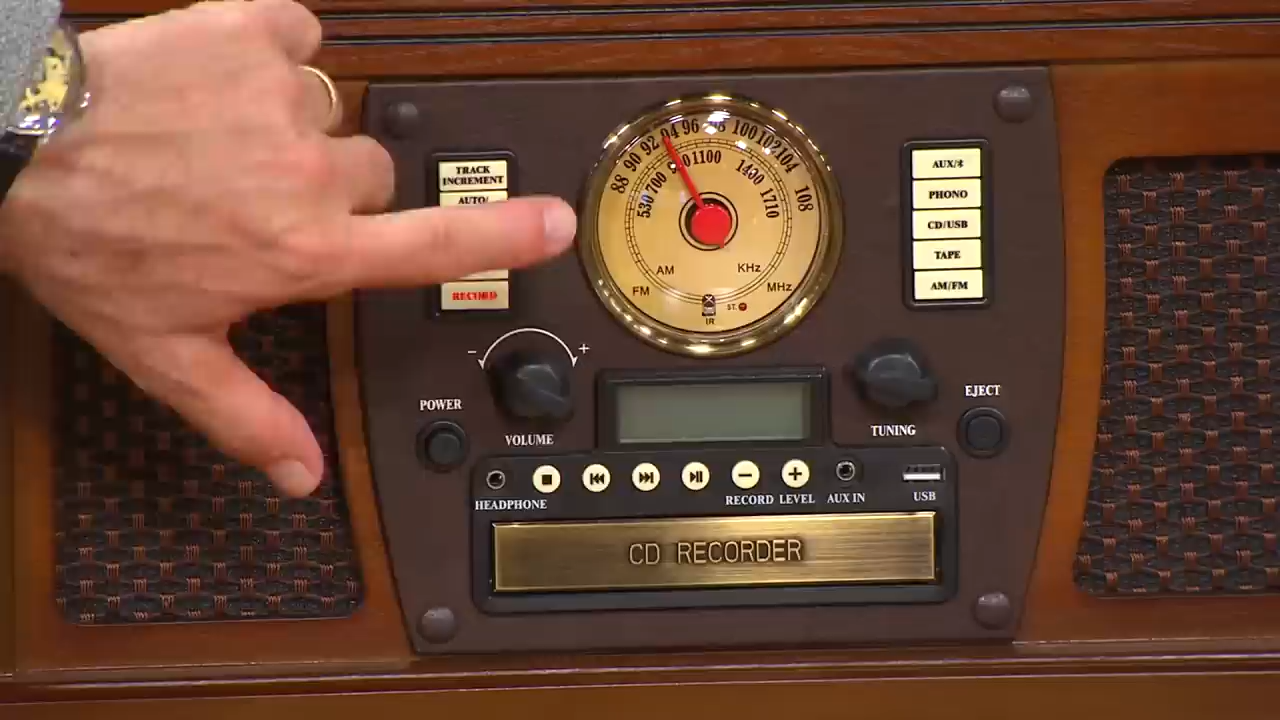 TRACK
INCREMENT
AUTO/
RECORD
88 90 92 94 96 98 100 102 104 108
530 700 1100 1400 1710
AM KHz
FM MHz
ST.
IR
AUX/
PHONO
CD/USB
TAPE
AM/FM
− +
POWER
VOLUME
TUNING
EJECT
HEADPHONE
− +
RECORD LEVEL
AUX IN
USB
CD RECORDER